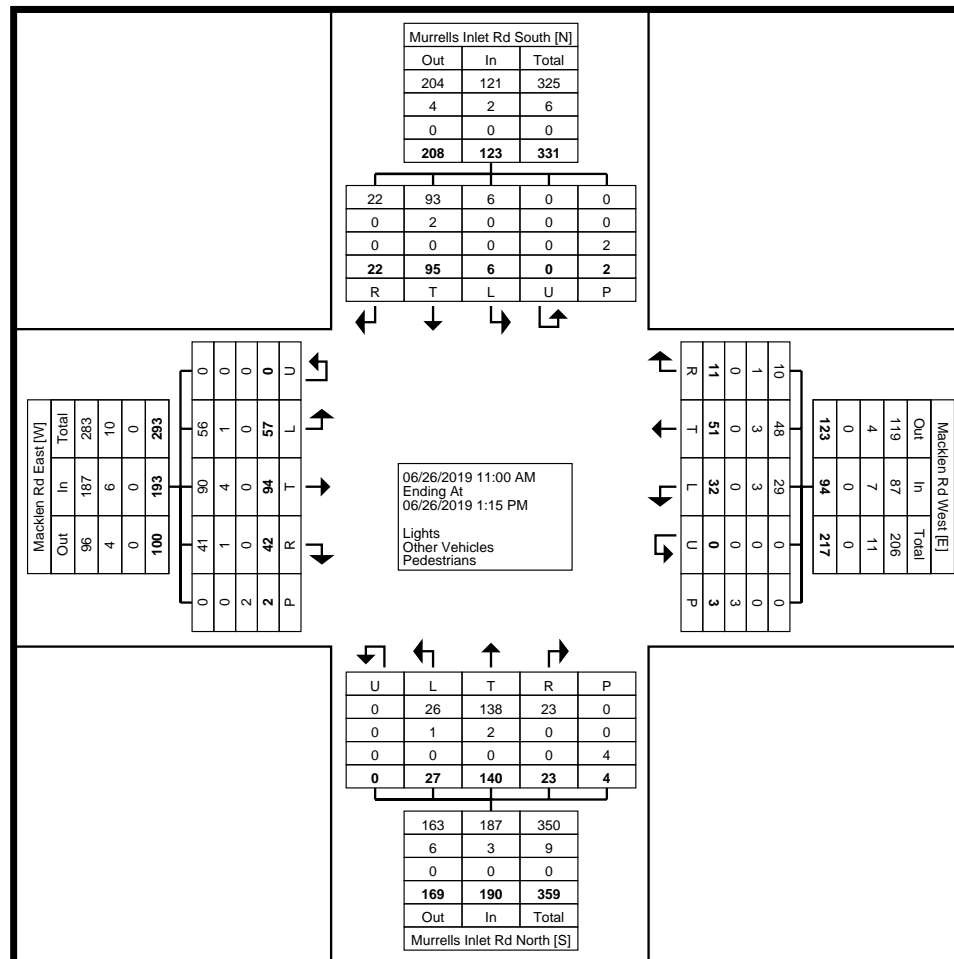 Murrells Inlet Rd South [N]
Out In Total
204 121 325
4 2 6
0 0 0
208 123 331
22 93 6 0 0
0 2 0 0 0
0 0 0 0 2
22 95 6 0 2
R T L U P
Macklen Rd East [W]
Total In Out
283 187 96
10 6 4
0 0 0
293 193 100
0 56 90 41 0
0 1 4 1 0
0 0 0 0 2
0 57 94 42 2
U L T R P
06/26/2019 11:00 AM
Ending At
06/26/2019 1:15 PM
Lights
Other Vehicles
Pedestrians
R T L U P
11 51 32 0 3
0 0 0 0 3
1 3 3 0 0
10 48 29 0 0
Macklen Rd West [E]
Out In Total
119 87 206
4 7 11
0 0 0
123 94 217
U L T R P
0 26 138 23 0
0 1 2 0 0
0 0 0 0 4
0 27 140 23 4
163 187 350
6 3 9
0 0 0
169 190 359
Out In Total
Murrells Inlet Rd North [S]